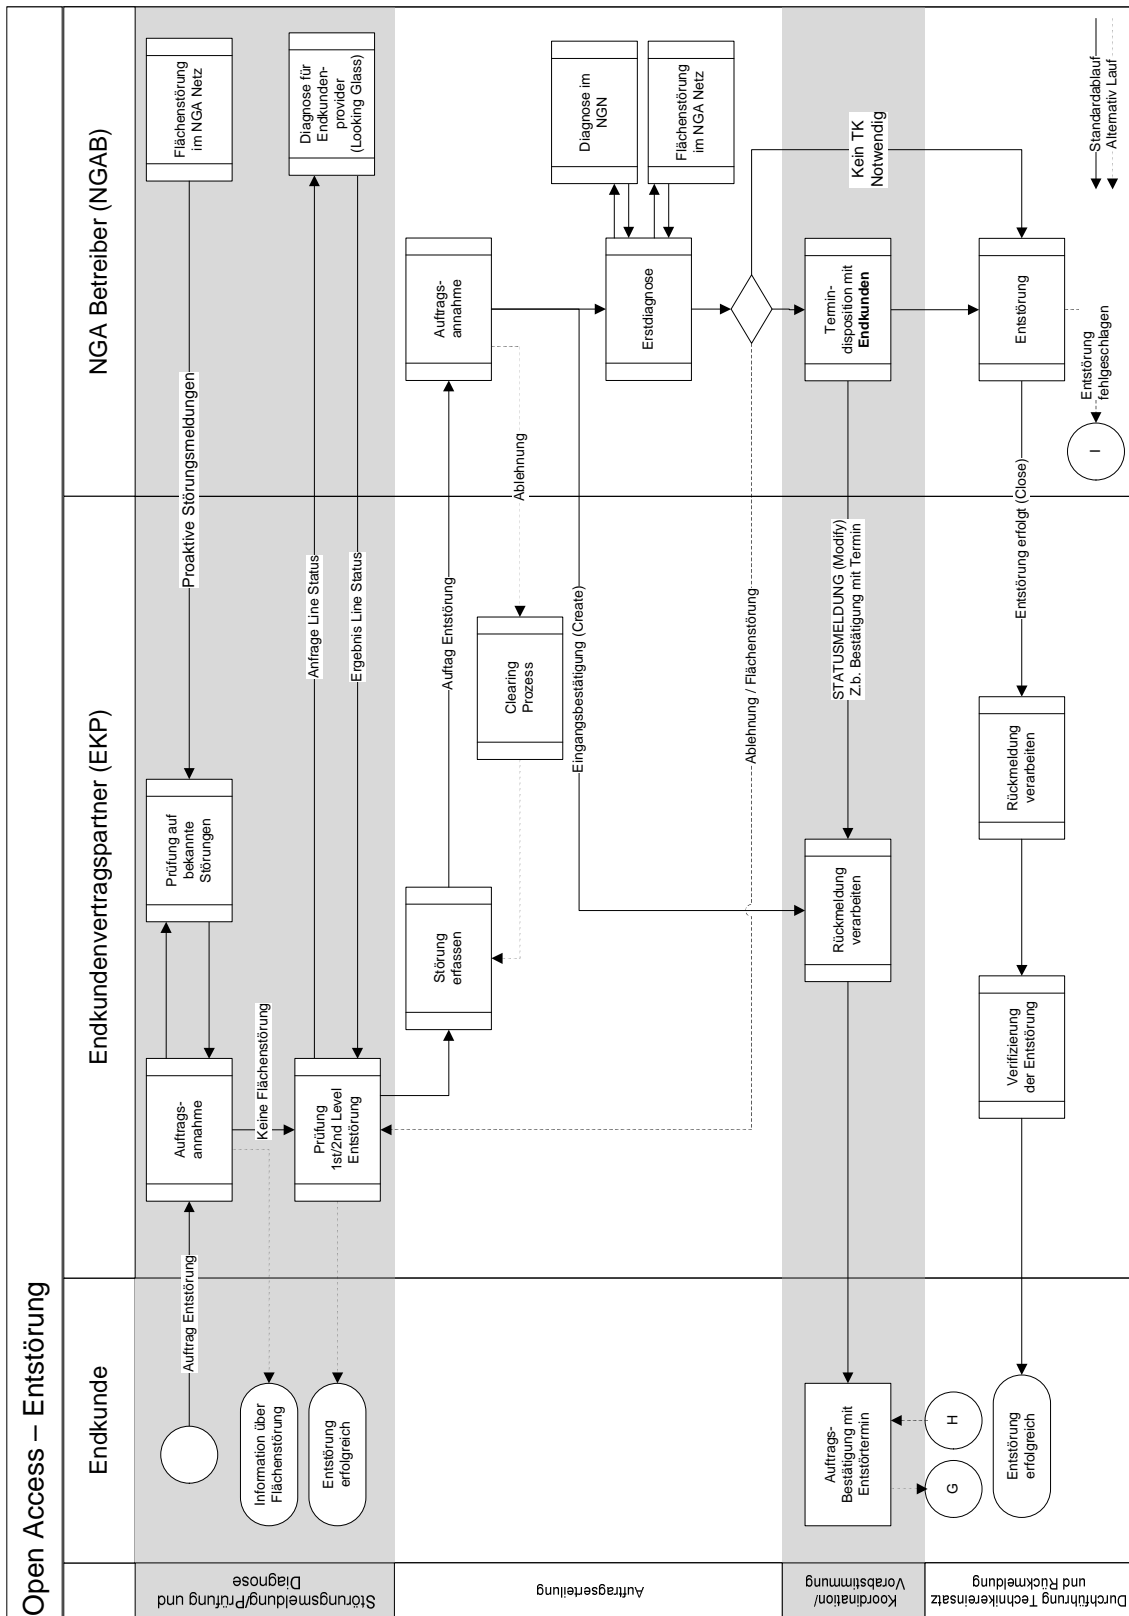 Open Access – Entstörung
Endkunde
Endkundenvertragspartner (EKP)
NGA Betreiber (NGAB)
Störungsmeldung/Prüfung und
Diagnose
Auftrag Entstörung
Auftrags-
annahme
Prüfung auf
bekannte
Störungen
Proaktive Störungsmeldungen
Flächenstörung
im NGA Netz
Keine Flächenstörung
Information über
Flächenstörung
Entstörung
erfolgreich
Prüfung
1st/2nd Level
Entstörung
Anfrage Line Status
Ergebnis Line Status
Diagnose für
Endkunden-
provider
(Looking Glass)
Auftragserteilung
Störung
erfassen
Auftag Entstörung
Auftrags-
annahme
Ablehnung
Clearing
Prozess
Eingangsbestätigung (Create)
Erstdiagnose
Diagnose im
NGN
Flächenstörung
im NGA Netz
Ablehnung / Flächenstörung
Kein TK
Notwendig
Koordination/
Vorabstimmung
Auftrags-
Bestätigung mit
Entstörtermin
Rückmeldung
verarbeiten
STATUSMELDUNG (Modify)
Z.b. Bestätigung mit Termin
Termin-
disposition mit
Endkunden
Durchführung Technikereinsatz
und Rückmeldung
G
H
Entstörung
erfolgreich
Verifizierung
der Entstörung
Rückmeldung
verarbeiten
Entstörung erfolgt (Close)
Entstörung
Entstörung
fehlgeschlagen
I
Standardablauf
Alternativ Lauf